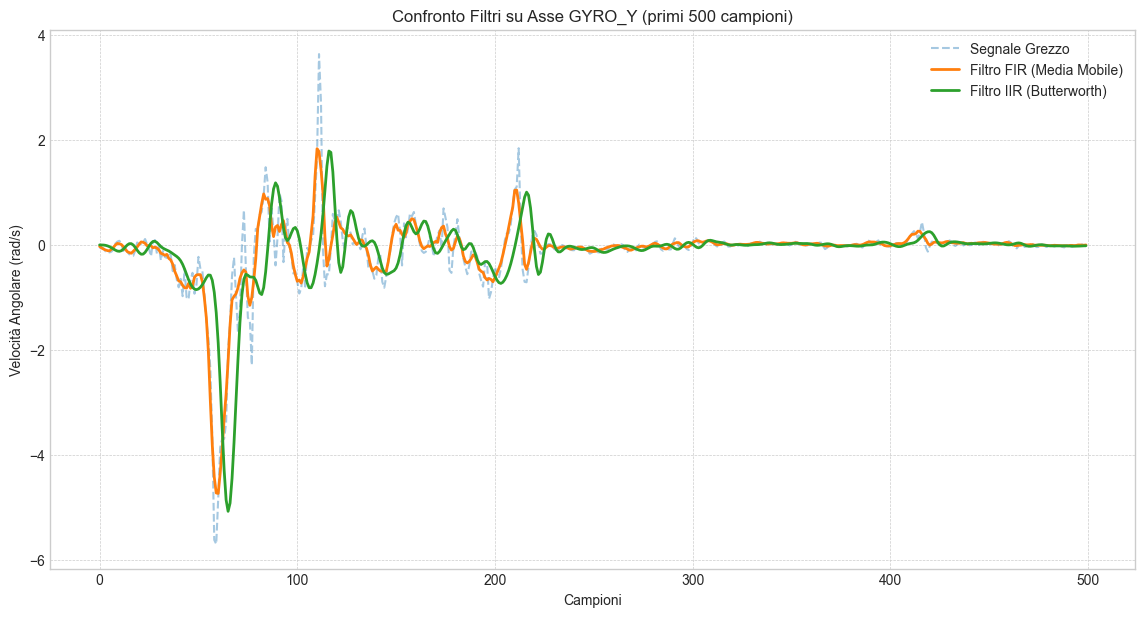 Confronto Filtri su Asse GYRO_Y (primi 500 campioni)
Segnale Grezzo
Filtro FIR (Media Mobile)
Filtro IIR (Butterworth)
Velocità Angolare (rad/s)
4
2
0
−2
−4
−6
0 100 200 300 400 500
Campioni